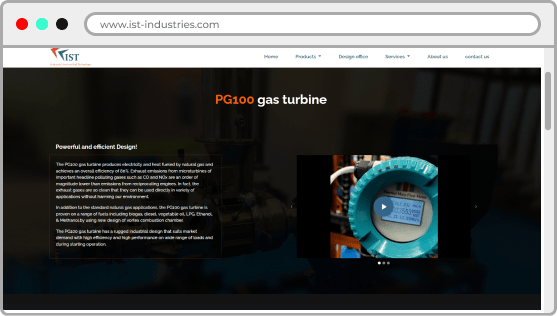 www.ist-industries.com
IST
Home Products Design office Services About us contact us
PG100 gas turbine
Powerful and efficient Design!
The PG100 gas turbine produces electricity and heat fueled by natural gas and
achieves an overall efficiency of 80%. Exhaust emissions from microturbines of
important headline polluting gases such as CO and NOx are an order of
magnitude lower than emissions from reciprocating engines. In fact, the
exhaust gases are so clean that they can be used directly in variety of
applications without harming our environment.
In addition to the standard natural gas applications, the PG100 gas turbine is
proven on a range of fuels including biogas, diesel, vegetable oil, LPG, Ethanol,
& Methanol,by using new design of vortex combustion chamber.
The PG100 gas turbine has a rugged industrial design that suits market
demand with high efficiency and high performance on wide range of loads and
during starting operation.